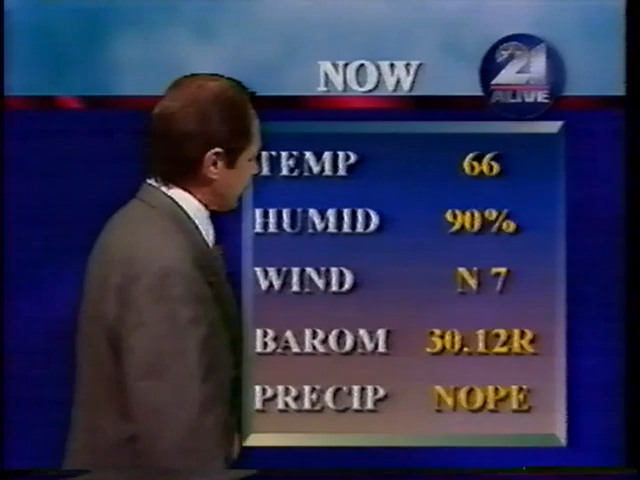 NOW
21
ALIVE
TEMP 66
HUMID 90%
WIND N 7
BAROM 30.12R
PRECIP NOPE